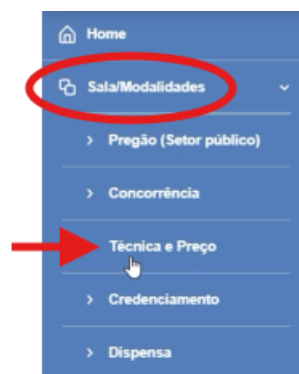 Home
Sala/Modalidades
Pregão (Setor público)
Concorrência
Técnica e Preço
Credenciamento
Dispensa